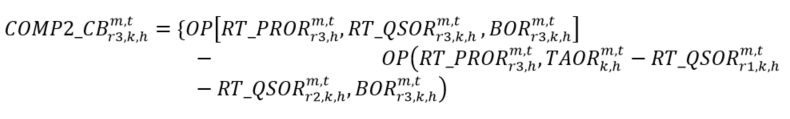 COMP2_CB^{m,t}_{r3,k,h} = {OP[RT_PROR^{m,t}_{r3,h}, RT_QSOR^{m,t}_{r3,k,h}, BOR^{m,t}_{r3,k,h}]
− OP(RT_PROR^{m,t}_{r3,h}, TAOR^{m,t}_{k,h} − RT_QSOR^{m,t}_{r1,k,h}
− RT_QSOR^{m,t}_{r2,k,h}, BOR^{m,t}_{r3,k,h})